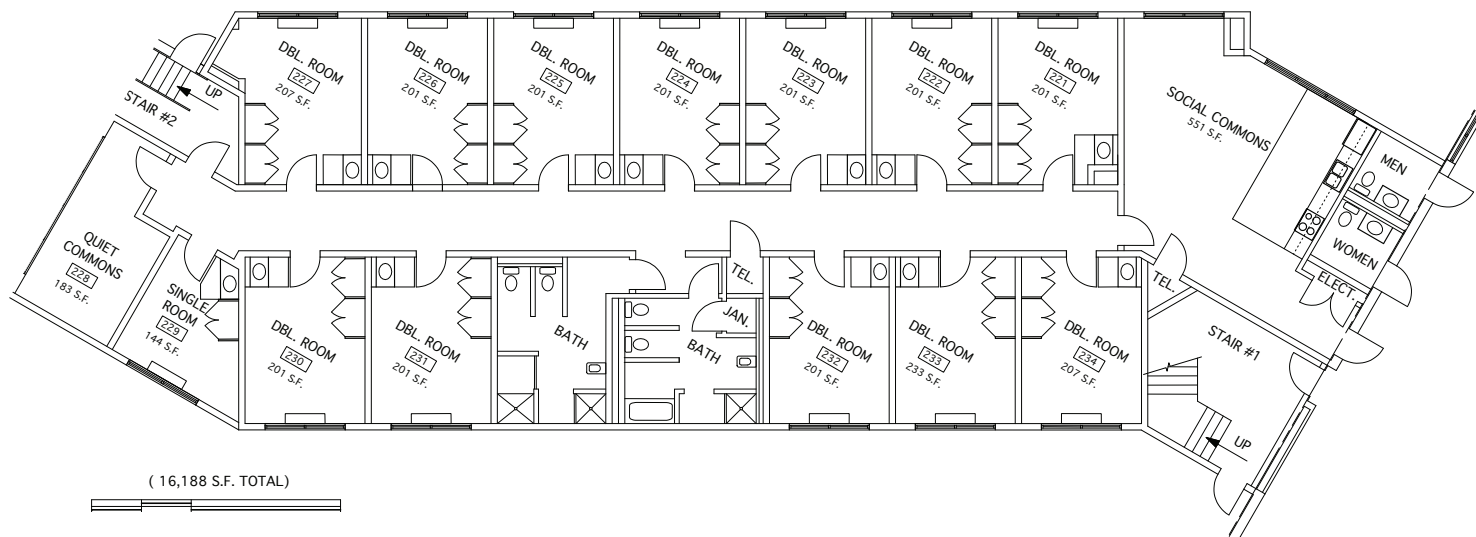 DBL. ROOM
227
207 S.F.
DBL. ROOM
226
201 S.F.
DBL. ROOM
225
201 S.F.
DBL. ROOM
224
201 S.F.
DBL. ROOM
223
201 S.F.
DBL. ROOM
222
201 S.F.
DBL. ROOM
221
201 S.F.
SOCIAL COMMONS
551 S.F.
UP
STAIR #2
MEN
WOMEN
ELECT.
TEL.
QUIET
COMMONS
228
183 S.F.
SINGLE
ROOM
229
144 S.F.
DBL. ROOM
230
201 S.F.
DBL. ROOM
231
201 S.F.
BATH
BATH
TEL.
JAN.
DBL. ROOM
232
201 S.F.
DBL. ROOM
233
233 S.F.
DBL. ROOM
234
207 S.F.
STAIR #1
UP
( 16,188 S.F. TOTAL)